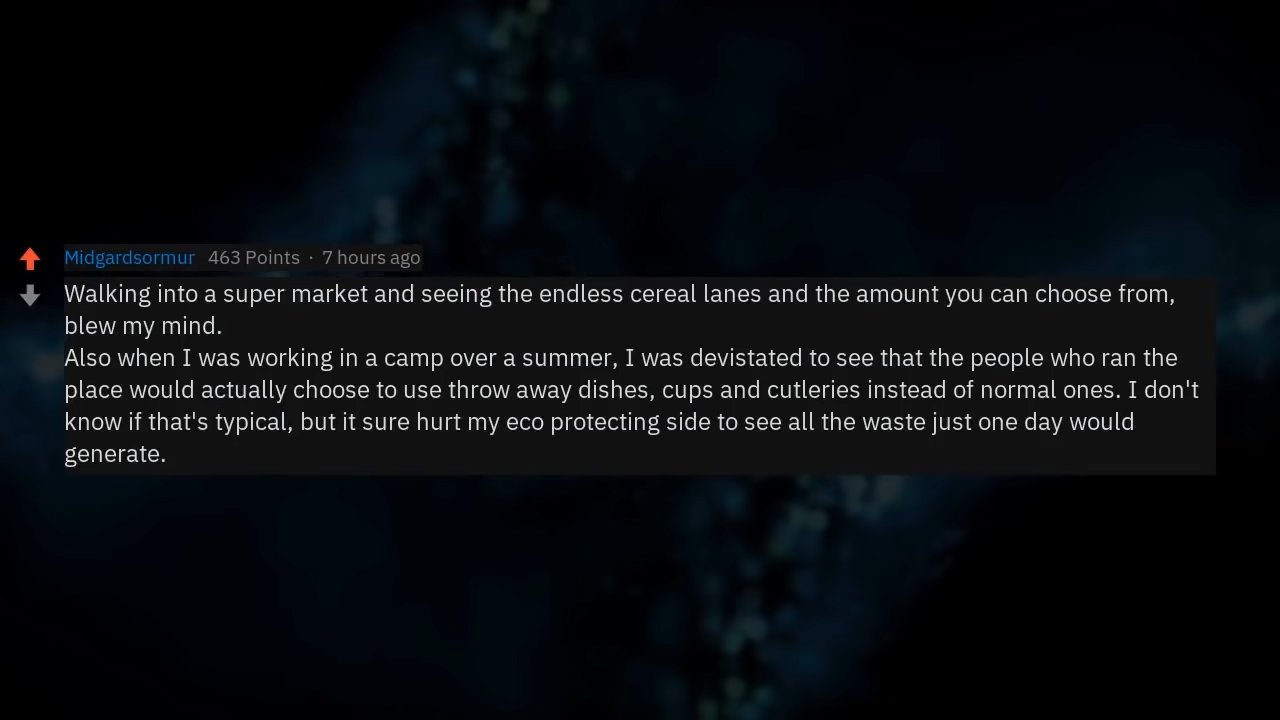 Midgardsormur 463 Points · 7 hours ago
Walking into a super market and seeing the endless cereal lanes and the amount you can choose from,
blew my mind.
Also when I was working in a camp over a summer, I was devistated to see that the people who ran the
place would actually choose to use throw away dishes, cups and cutleries instead of normal ones. I don't
know if that's typical, but it sure hurt my eco protecting side to see all the waste just one day would
generate.